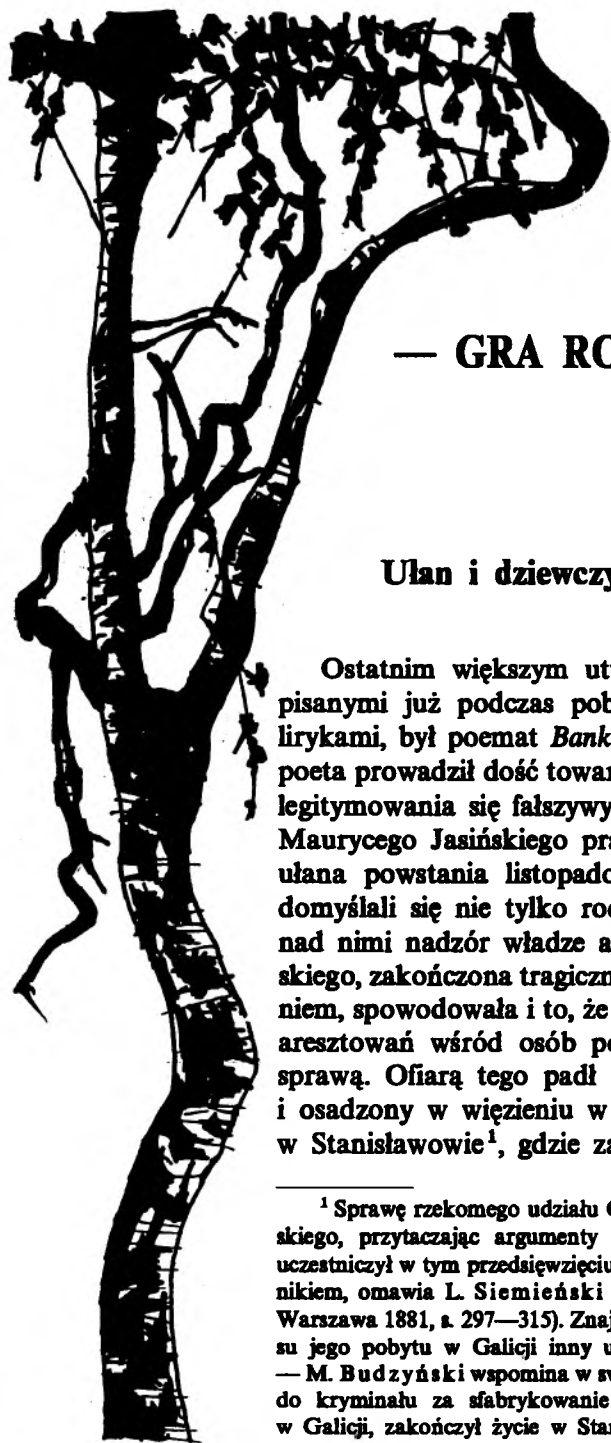 — GRA RO
Ułan i dziewczy
Ostatnim większym ut
pisanymi już podczas pob
lirykami, był poemat Bank
poeta prowadził dość towar
legitymowania się fałszywy
Maurycego Jasińskiego pra
ułana powstania listopado
domyślali się nie tylko rod
nad nimi nadzór władze a
skiego, zakończona tragiczn
niem, spowodowała i to, że
aresztowań wśród osób po
sprawą. Ofiarą tego padł
i osadzony w więzieniu w
w Stanisławowie¹, gdzie za
¹ Sprawę rzekomego udziału
skiego, przytaczając argumenty
uczestniczył w tym przedsięwzięciu
nikiem, omawia L. Siemieński
Warszawa 1881, s. 297—315). Znaj
su jego pobytu w Galicji inny u
— M. Budzyński wspomina w sw
do kryminału za sfabrykowanie
w Galicji, zakończył życie w Stan